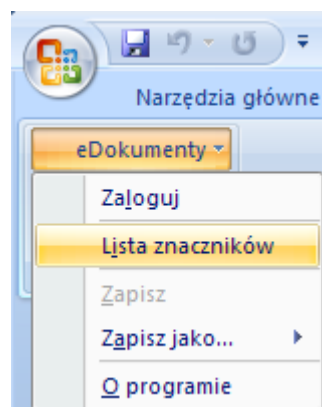 Narzędzia główne
eDokumenty
Zaloguj
Lista znaczników
Zapisz
Zapisz jako...
O programie